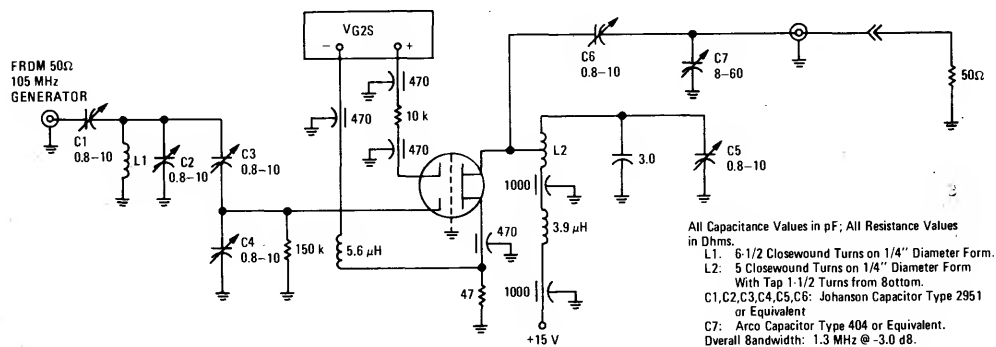 VG2S
− +
FRDM 50Ω
105 MHz
GENERATOR
C1
0.8–10
L1
C2
0.8–10
C3
0.8–10
C4
0.8–10
150 k
470
470
10 k
470
5.6 μH
470
47
C6
0.8–10
C7
8–60
50Ω
L2
1000
3.9 μH
1000
+15 V
3.0
C5
0.8–10
All Capacitance Values in pF; All Resistance Values
in Dhms.
L1. 6-1/2 Closewound Turns on 1/4" Diameter Form.
L2: 5 Closewound Turns on 1/4" Diameter Form
With Tap 1-1/2 Turns from 8ottom.
C1,C2,C3,C4,C5,C6: Johanson Capacitor Type 2951
or Equivalent
C7: Arco Capacitor Type 404 or Equivalent.
Dverall 8andwidth: 1.3 MHz @ -3.0 d8.